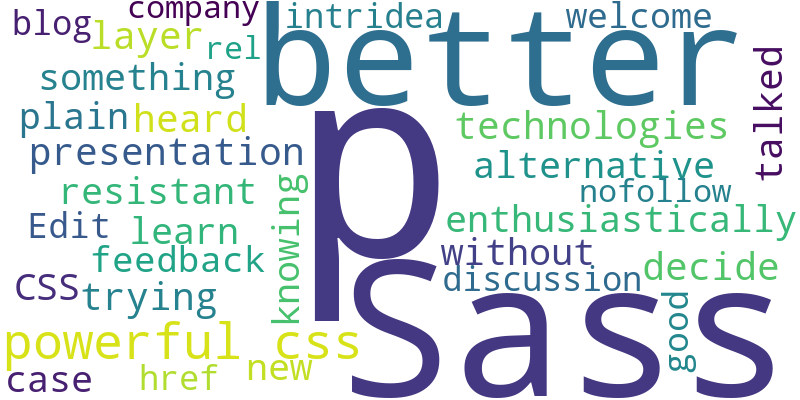 company
blog
layer
rel
intridea
welcome
better
something
talked
plain
heard
p
technologies
presentation
alternative
resistant
nofollow
knowing
Edit
learn
enthusiastically
feedback
without
decide
discussion
CSS
trying
Sass
good
powerful
css
case
href
new